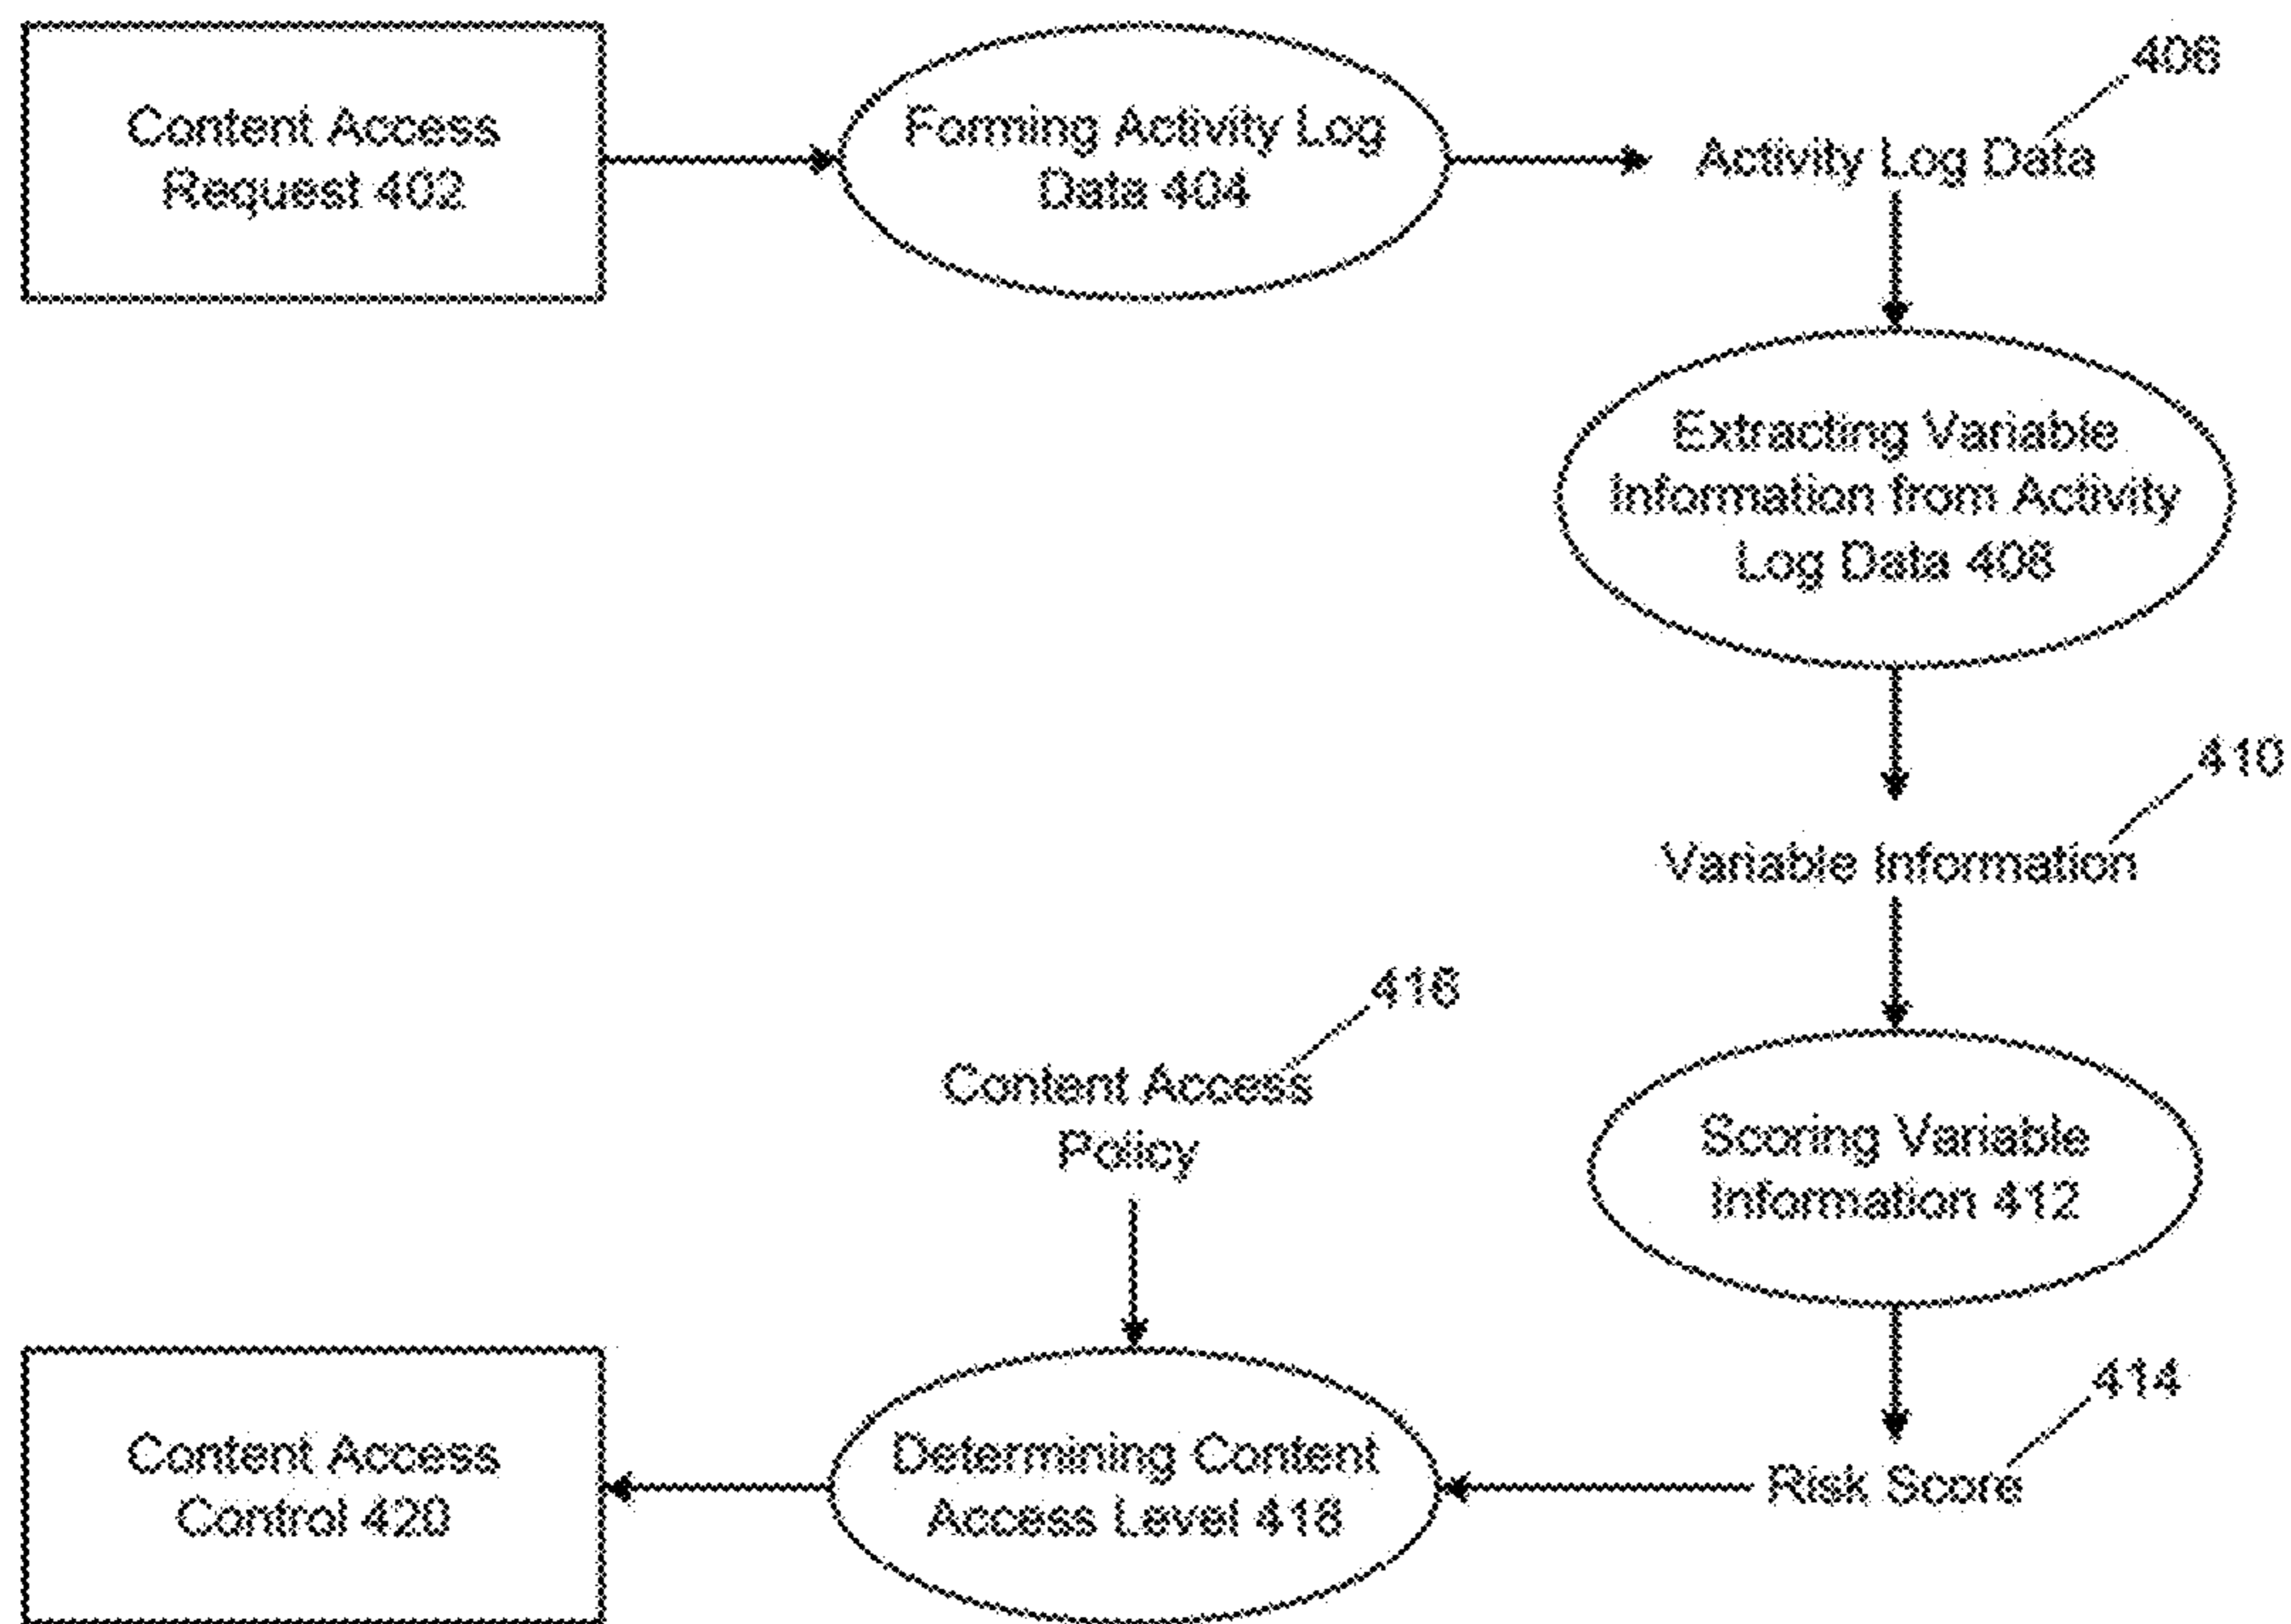 Content Access
Request 402
Forming Activity Log
Data 404
406
Activity Log Data
Extracting Variable
Information from Activity
Log Data 408
410
Variable Information
416
Content Access
Policy
Scoring Variable
Information 412
414
Risk Score
Determining Content
Access Level 418
Content Access
Control 420